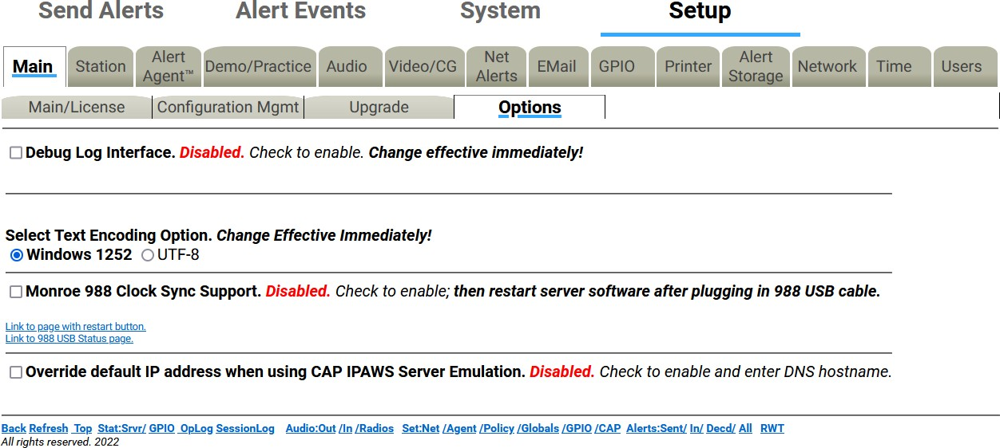 Send Alerts Alert Events System Setup
Main Station Alert Agent™ Demo/Practice Audio Video/CG Net Alerts EMail GPIO Printer Alert Storage Network Time Users
Main/License Configuration Mgmt Upgrade Options
Debug Log Interface. Disabled. Check to enable. Change effective immediately!
Select Text Encoding Option. Change Effective Immediately!
Windows 1252 UTF-8
Monroe 988 Clock Sync Support. Disabled. Check to enable; then restart server software after plugging in 988 USB cable.
Link to page with restart button.
Link to 988 USB Status page.
Override default IP address when using CAP IPAWS Server Emulation. Disabled. Check to enable and enter DNS hostname.
Back Refresh Top Stat:Srvr/ GPIO OpLog SessionLog Audio:Out /In /Radios Set:Net /Agent /Policy /Globals /GPIO /CAP Alerts:Sent/ In/ Decd/ All RWT
All rights reserved. 2022